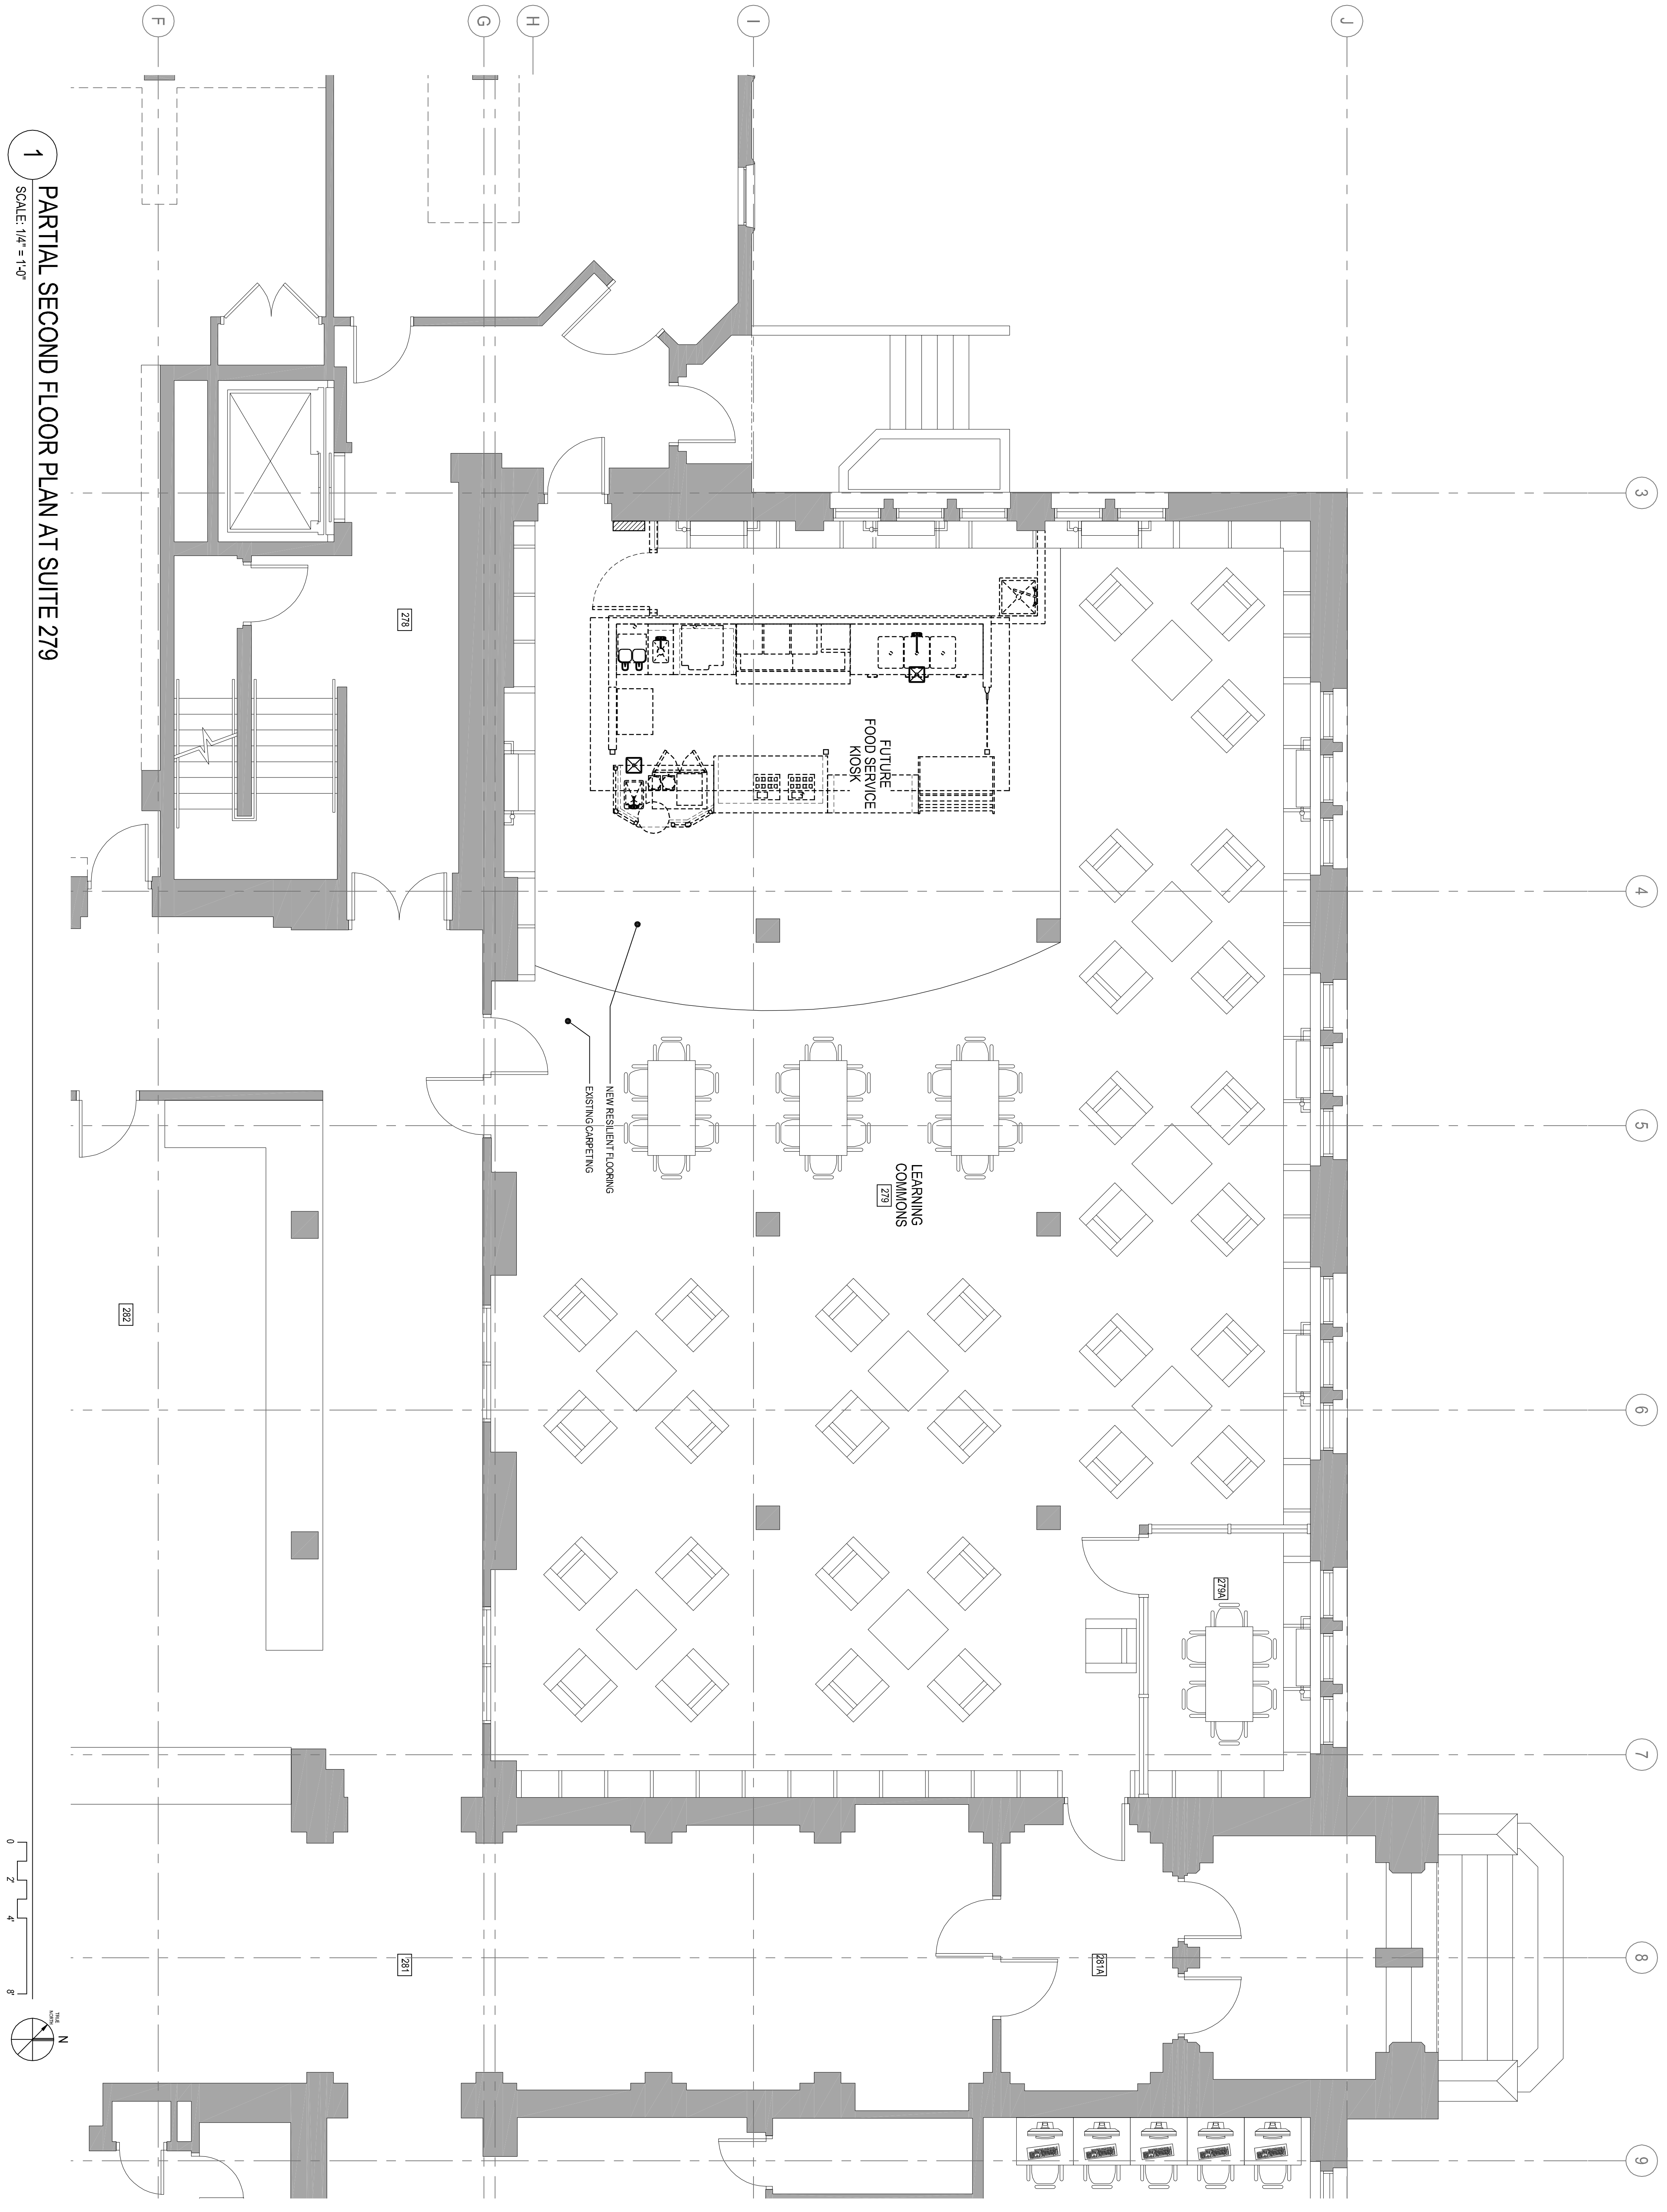 F
G
H
I
J
3
4
5
6
7
8
9
278
FUTURE
FOOD SERVICE
KIOSK
NEW RESILIENT FLOORING
EXISTING CARPETING
LEARNING
COMMONS
279
279A
282
281
281A
1
PARTIAL SECOND FLOOR PLAN AT SUITE 279
SCALE: 1/4" = 1'-0"
0 2' 4' 8'
TRUE
NORTH
N